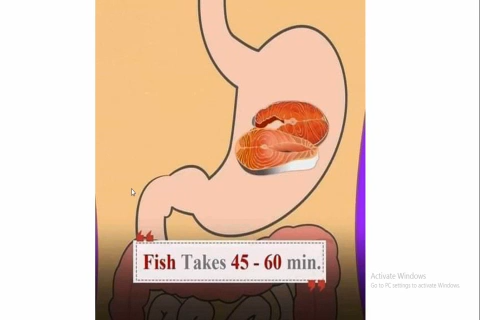 Fish Takes 45 - 60 min.
Activate Windows
Go to PC settings to activate Windows.